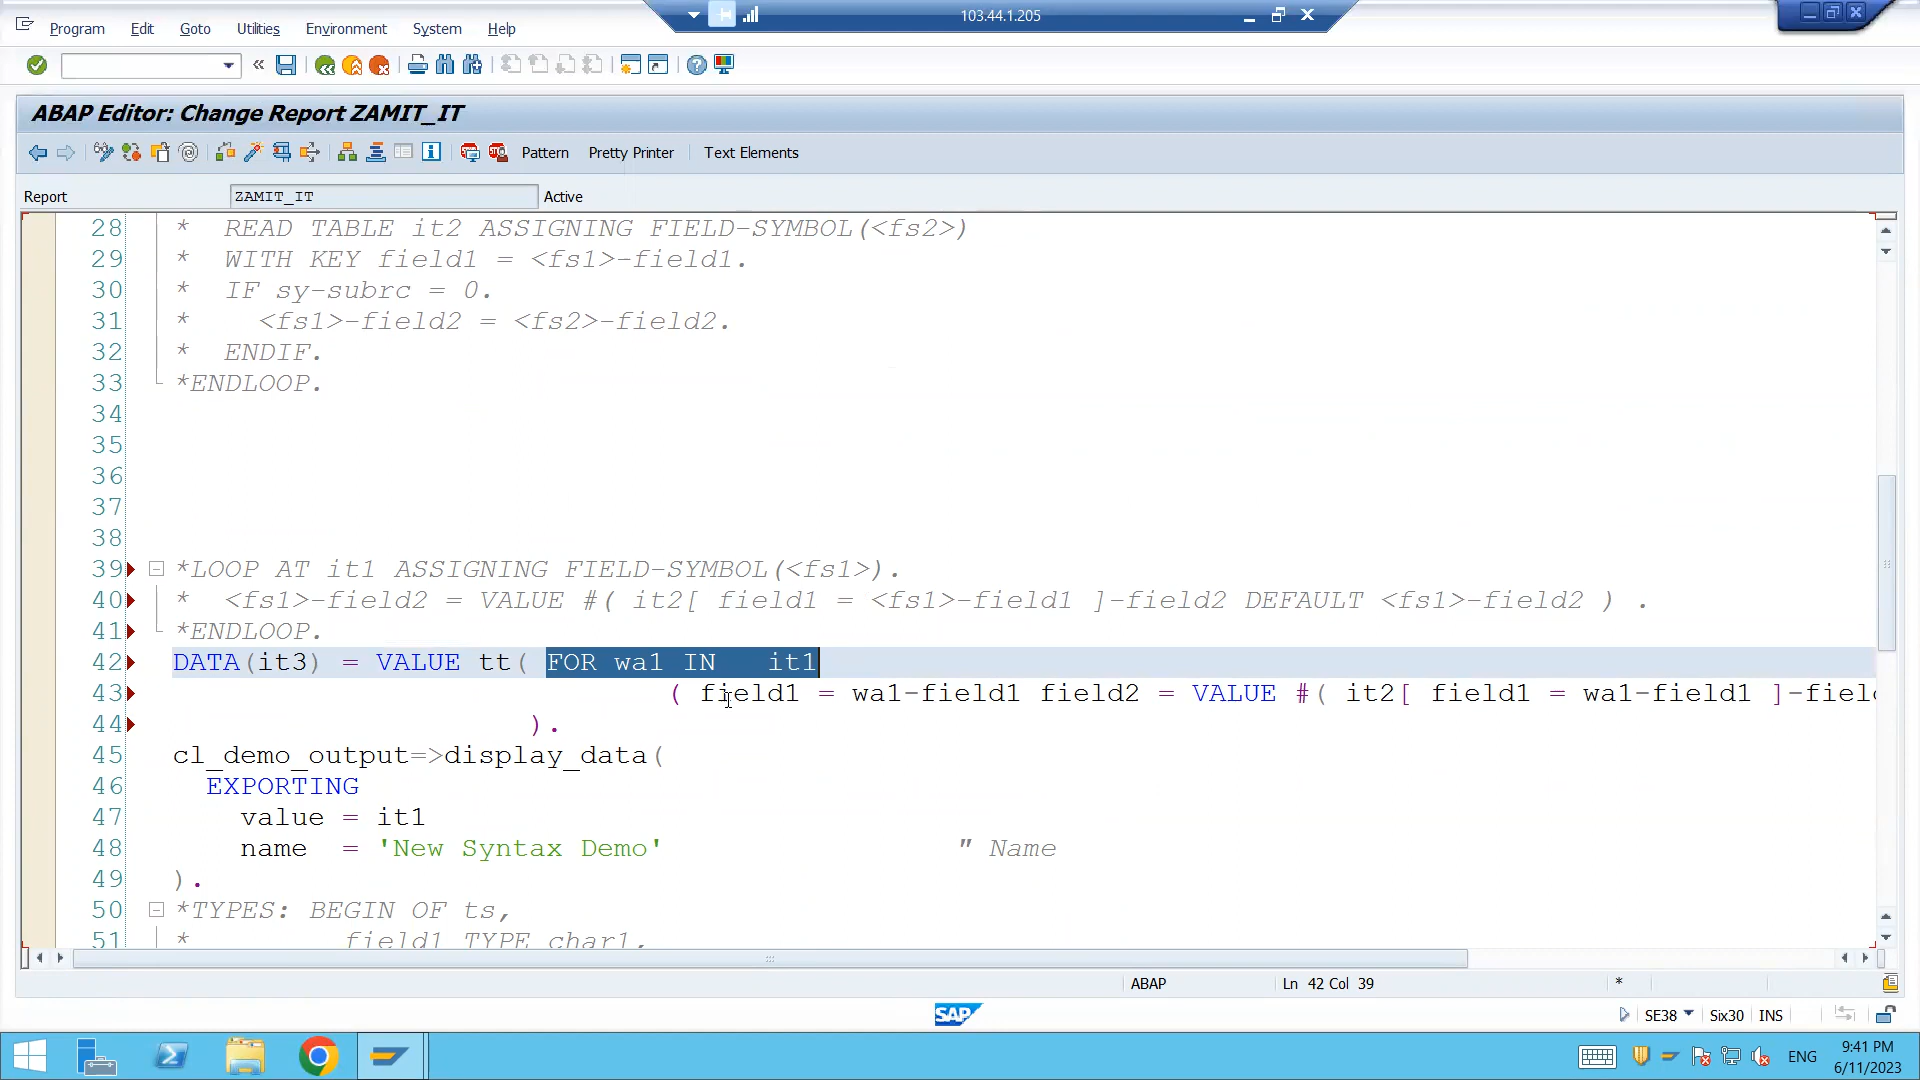 103.44.1.205
Program Edit Goto Utilities Environment System Help
ABAP Editor: Change Report ZAMIT_IT
Pattern Pretty Printer Text Elements
Report ZAMIT_IT Active
28 * READ TABLE it2 ASSIGNING FIELD-SYMBOL(<fs2>)
29 * WITH KEY field1 = <fs1>-field1.
30 * IF sy-subrc = 0.
31 * <fs1>-field2 = <fs2>-field2.
32 * ENDIF.
33 *ENDLOOP.
34
35
36
37
38
39 *LOOP AT it1 ASSIGNING FIELD-SYMBOL(<fs1>).
40 * <fs1>-field2 = VALUE #( it2[ field1 = <fs1>-field1 ]-field2 DEFAULT <fs1>-field2 ) .
41 *ENDLOOP.
42 DATA(it3) = VALUE tt( FOR wa1 IN it1
43 ( field1 = wa1-field1 field2 = VALUE #( it2[ field1 = wa1-field1 ]-fiel
44 ).
45 cl_demo_output=>display_data(
46 EXPORTING
47 value = it1
48 name = 'New Syntax Demo' " Name
49 ).
50 *TYPES: BEGIN OF ts,
51 * field1 TYPE char1,
ABAP Ln 42 Col 39 *
SAP
SE38 Six30 INS
ENG
9:41 PM
6/11/2023